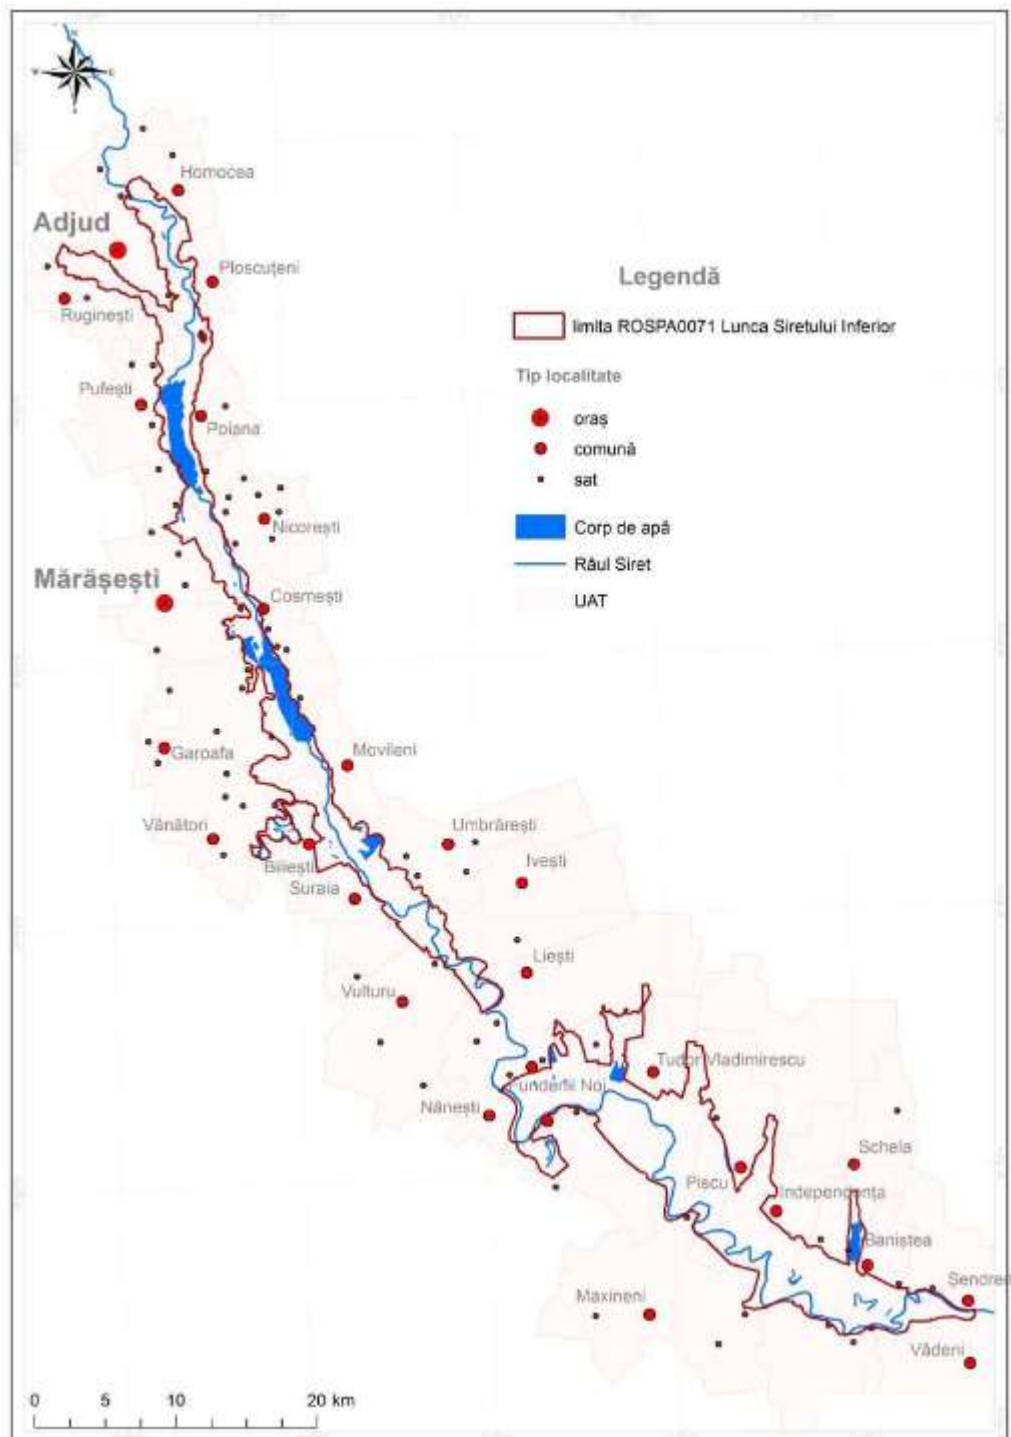 Homocea
Adjud
Ploscuțeni
Legendă
Ruginești
limita ROSPA0071 Lunca Siretului Inferior
Tip localitate
Pufești
Poiana
oraș
comună
sat
Nicorești
Corp de apă
Râul Siret
Mărășești
Cosmești
UAT
Movileni
Garoafa
Vânători
Umbrărești
Biliești
Ivești
Suraia
Liești
Vulturu
Tudor Vladimirescu
Fundenii Noi
Nănești
Schela
Piscu
Independența
Baniștea
Șendren
Maxineni
Vădeni
0 5 10 20 km